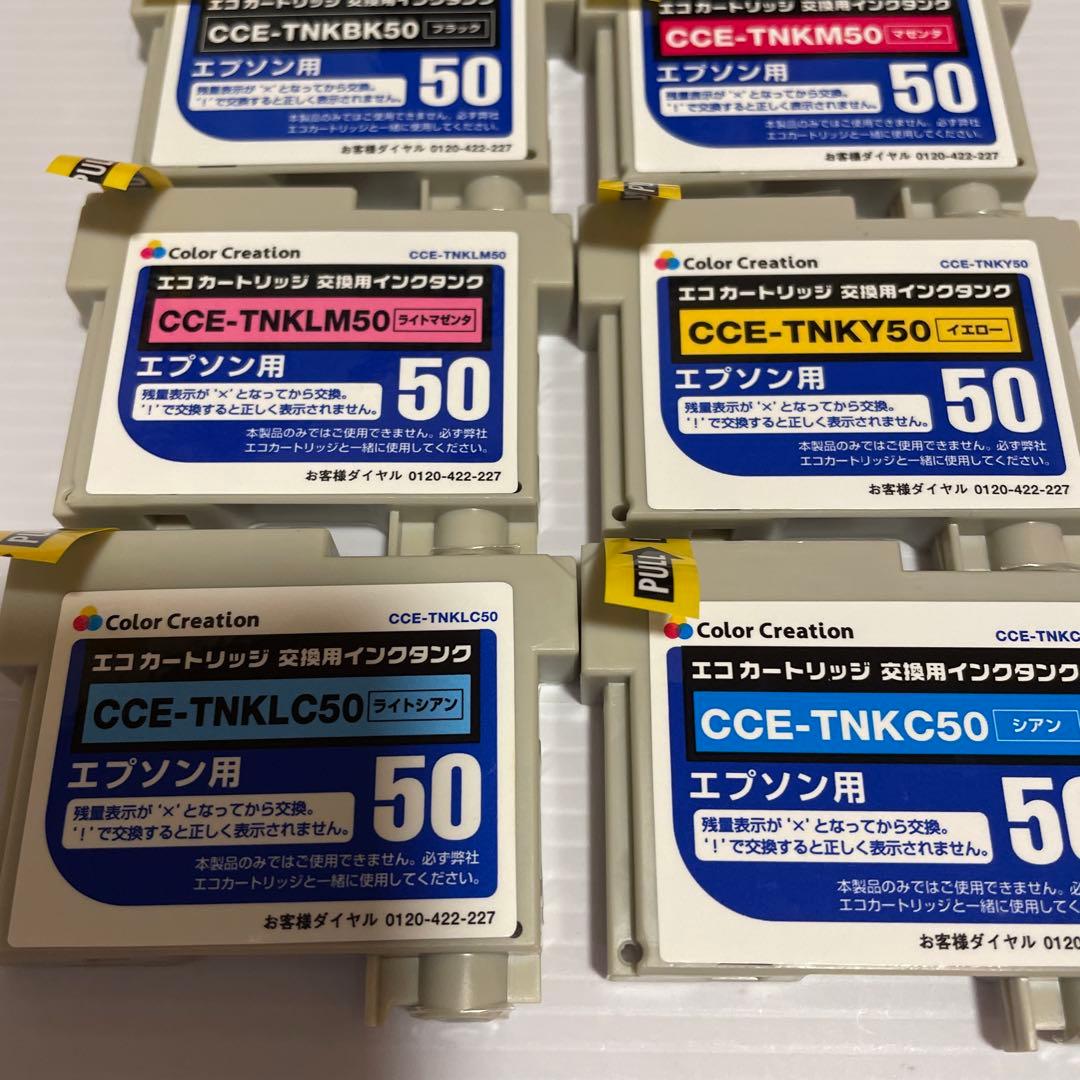 エコ カートリッジ 交換用インクタンク
CCE-TNKBK50 ブラック
エプソン用
残量表示が'×'となってから交換。
'!'で交換すると正しく表示されません。
50
本製品のみではご使用できません。必ず弊社
エコカートリッジと一緒に使用してください。
お客様ダイヤル 0120-422-227
エコ カートリッジ 交換用インクタンク
CCE-TNKM50 マゼンタ
エプソン用
残量表示が'×'となってから交換。
'!'で交換すると正しく表示されません。
50
本製品のみではご使用できません。必ず弊社
エコカートリッジと一緒に使用してください。
お客様ダイヤル 0120-422-227
PUL
Color Creation CCE-TNKLM50
エコ カートリッジ 交換用インクタンク
CCE-TNKLM50 ライトマゼンタ
エプソン用
残量表示が'×'となってから交換。
'!'で交換すると正しく表示されません。
50
本製品のみではご使用できません。必ず弊社
エコカートリッジと一緒に使用してください。
お客様ダイヤル 0120-422-227
Color Creation CCE-TNKY50
エコ カートリッジ 交換用インクタンク
CCE-TNKY50 イエロー
エプソン用
残量表示が'×'となってから交換。
'!'で交換すると正しく表示されません。
50
本製品のみではご使用できません。必ず弊社
エコカートリッジと一緒に使用してください。
お客様ダイヤル 0120-422-227
Color Creation CCE-TNKLC50
エコ カートリッジ 交換用インクタンク
CCE-TNKLC50 ライトシアン
エプソン用
残量表示が'×'となってから交換。
'!'で交換すると正しく表示されません。
50
本製品のみではご使用できません。必ず弊社
エコカートリッジと一緒に使用してください。
お客様ダイヤル 0120-422-227
PULL
Color Creation CCE-TNKC
エコ カートリッジ 交換用インクタンク
CCE-TNKC50 シアン
エプソン用
残量表示が'×'となってから交換。
'!'で交換すると正しく表示されません。
50
本製品のみではご使用できません。必
エコカートリッジと一緒に使用してく
お客様ダイヤル 0120